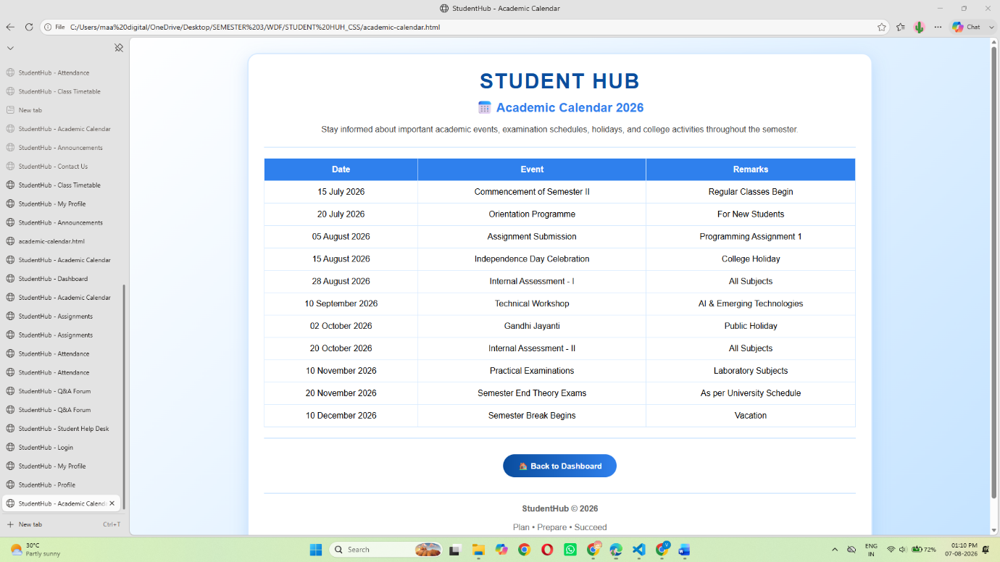 StudentHub - Academic Calendar
File C:/Users/maa%20digital/OneDrive/Desktop/SEMESTER%203/WDF/STUDENT%20HUH_CSS/academic-calendar.html
Chat
StudentHub - Attendance
StudentHub - Class Timetable
New tab
StudentHub - Academic Calendar
StudentHub - Announcements
StudentHub - Contact Us
StudentHub - Class Timetable
StudentHub - My Profile
StudentHub - Announcements
academic-calendar.html
StudentHub - Academic Calendar
StudentHub - Dashboard
StudentHub - Academic Calendar
StudentHub - Assignments
StudentHub - Assignments
StudentHub - Attendance
StudentHub - Attendance
StudentHub - Q&A Forum
StudentHub - Q&A Forum
StudentHub - Student Help Desk
StudentHub - Login
StudentHub - My Profile
StudentHub - Profile
StudentHub - Academic Calend
New tab Ctrl+T
STUDENT HUB
Academic Calendar 2026
Stay informed about important academic events, examination schedules, holidays, and college activities throughout the semester.
Date Event Remarks
15 July 2026 Commencement of Semester II Regular Classes Begin
20 July 2026 Orientation Programme For New Students
05 August 2026 Assignment Submission Programming Assignment 1
15 August 2026 Independence Day Celebration College Holiday
28 August 2026 Internal Assessment - I All Subjects
10 September 2026 Technical Workshop AI & Emerging Technologies
02 October 2026 Gandhi Jayanti Public Holiday
20 October 2026 Internal Assessment - II All Subjects
10 November 2026 Practical Examinations Laboratory Subjects
20 November 2026 Semester End Theory Exams As per University Schedule
10 December 2026 Semester Break Begins Vacation
Back to Dashboard
StudentHub © 2026
Plan • Prepare • Succeed
30°C
Partly sunny
Search
ENG
IN
72%
01:10 PM
07-08-2026